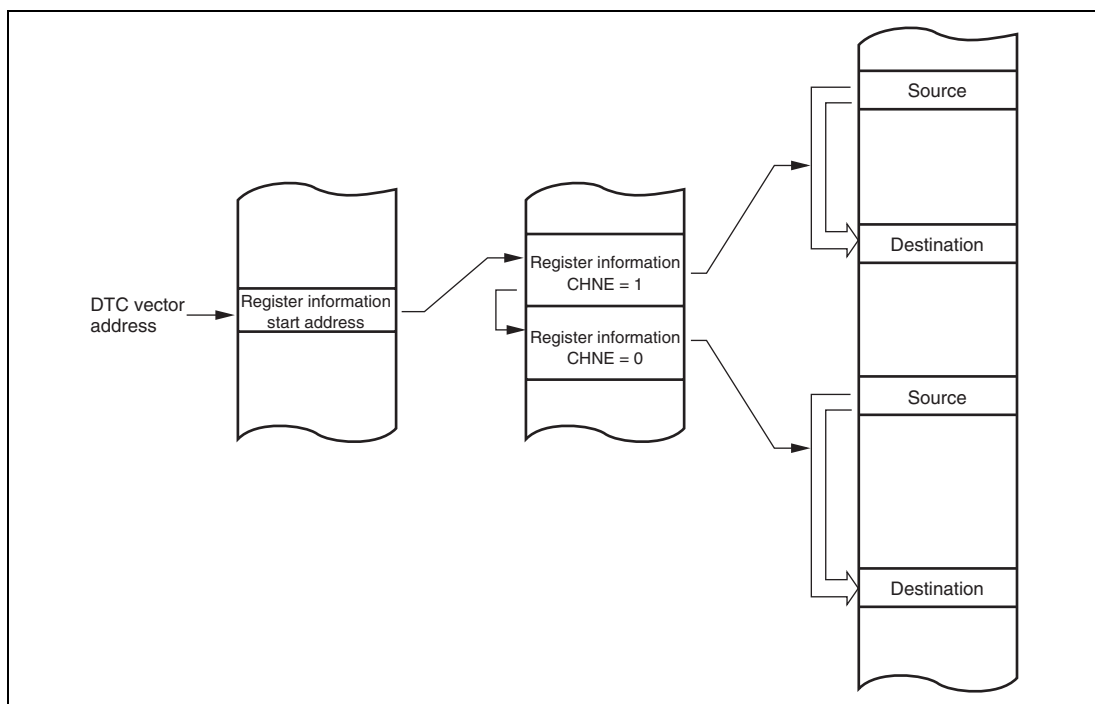 DTC vector
address
Register information
start address
Register information
CHNE = 1
Register information
CHNE = 0
Source
Destination
Source
Destination